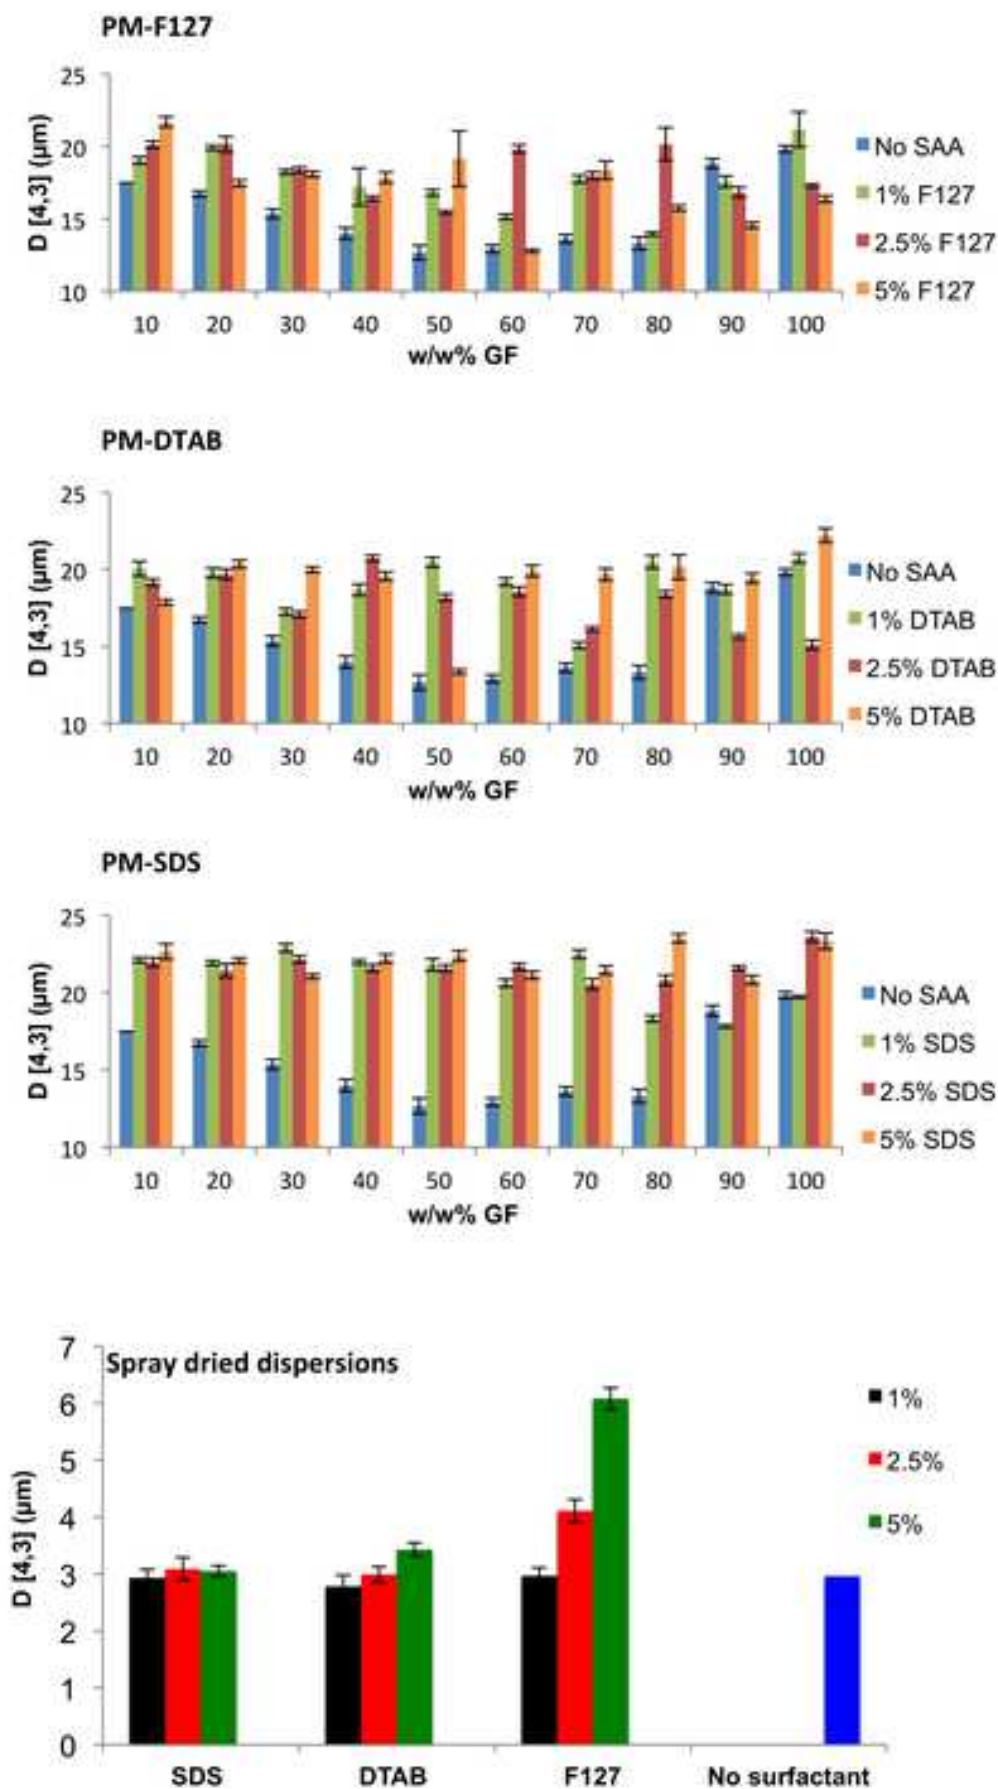 PM-F127
25
20
15
10
D [4,3] (µm)
10 20 30 40 50 60 70 80 90 100
w/w% GF
No SAA
1% F127
2.5% F127
5% F127
PM-DTAB
25
20
15
10
D [4,3] (µm)
10 20 30 40 50 60 70 80 90 100
w/w% GF
No SAA
1% DTAB
2.5% DTAB
5% DTAB
PM-SDS
25
20
15
10
D [4,3] (µm)
10 20 30 40 50 60 70 80 90 100
w/w% GF
No SAA
1% SDS
2.5% SDS
5% SDS
Spray dried dispersions
7
6
5
4
3
2
1
0
D [4,3] (µm)
SDS DTAB F127 No surfactant
1%
2.5%
5%